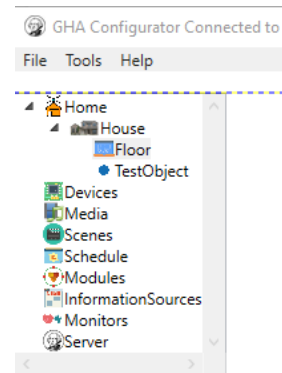 GHA Configurator Connected to
File Tools Help
Home
House
Floor
TestObject
Devices
Media
Scenes
Schedule
Modules
InformationSources
Monitors
Server